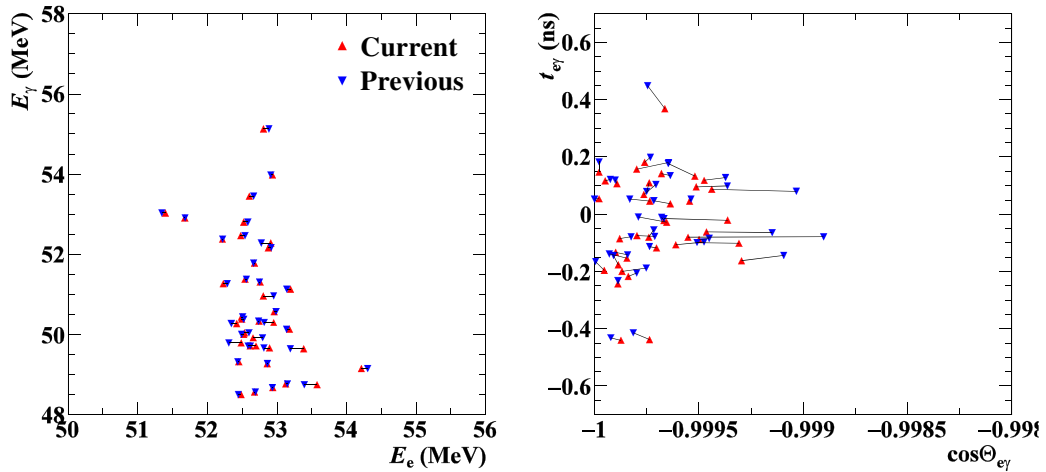 E_γ (MeV)
58
56
54
52
50
48
Current
Previous
50 51 52 53 54 55 56
E_e (MeV)
t_eγ (ns)
0.6
0.4
0.2
0
−0.2
−0.4
−0.6
−1 −0.9995 −0.999 −0.9985 −0.998
cosΘ_eγ